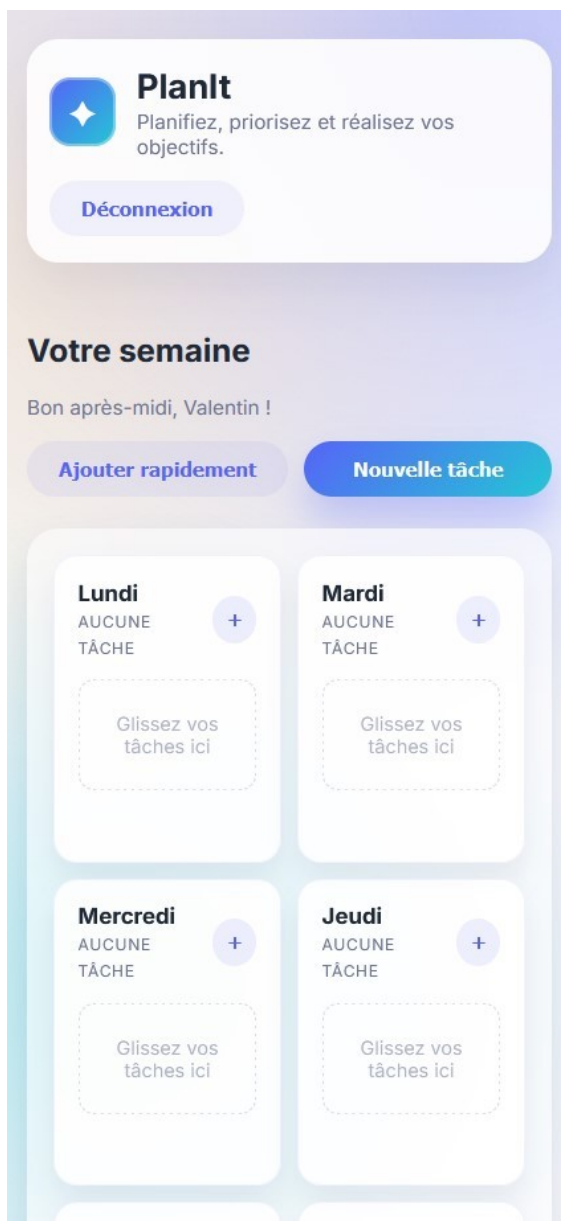 PlanIt
Planifiez, priorisez et réalisez vos
objectifs.
Déconnexion
Votre semaine
Bon après-midi, Valentin !
Ajouter rapidement
Nouvelle tâche
Lundi
AUCUNE
TÂCHE
+
Glissez vos
tâches ici
Mardi
AUCUNE
TÂCHE
+
Glissez vos
tâches ici
Mercredi
AUCUNE
TÂCHE
+
Glissez vos
tâches ici
Jeudi
AUCUNE
TÂCHE
+
Glissez vos
tâches ici